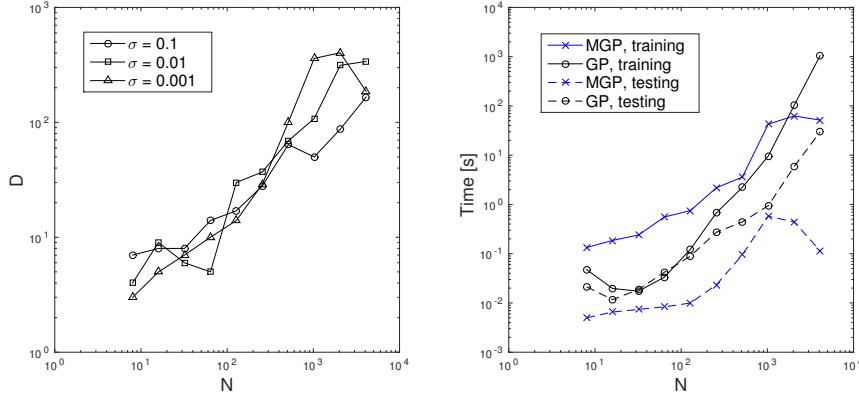 10³
10²
10¹
10⁰
D
10⁰ 10¹ 10² 10³ 10⁴
N
σ = 0.1
σ = 0.01
σ = 0.001
10⁴
10³
10²
10¹
10⁰
10⁻¹
10⁻²
10⁻³
Time [s]
10⁰ 10¹ 10² 10³ 10⁴
N
MGP, training
GP, training
MGP, testing
GP, testing